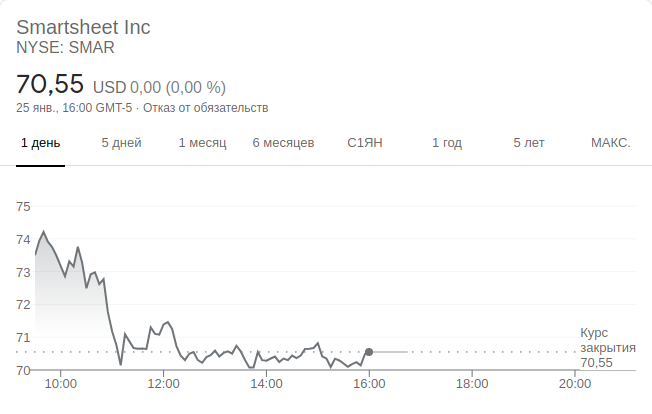 Smartsheet Inc
NYSE: SMAR
70,55 USD 0,00 (0,00 %)
25 янв., 16:00 GMT-5 · Отказ от обязательств
1 день 5 дней 1 месяц 6 месяцев С1ЯН 1 год 5 лет МАКС.
75
74
73
72
71
70
Курс
закрытия
70,55
10:00 12:00 14:00 16:00 18:00 20:00